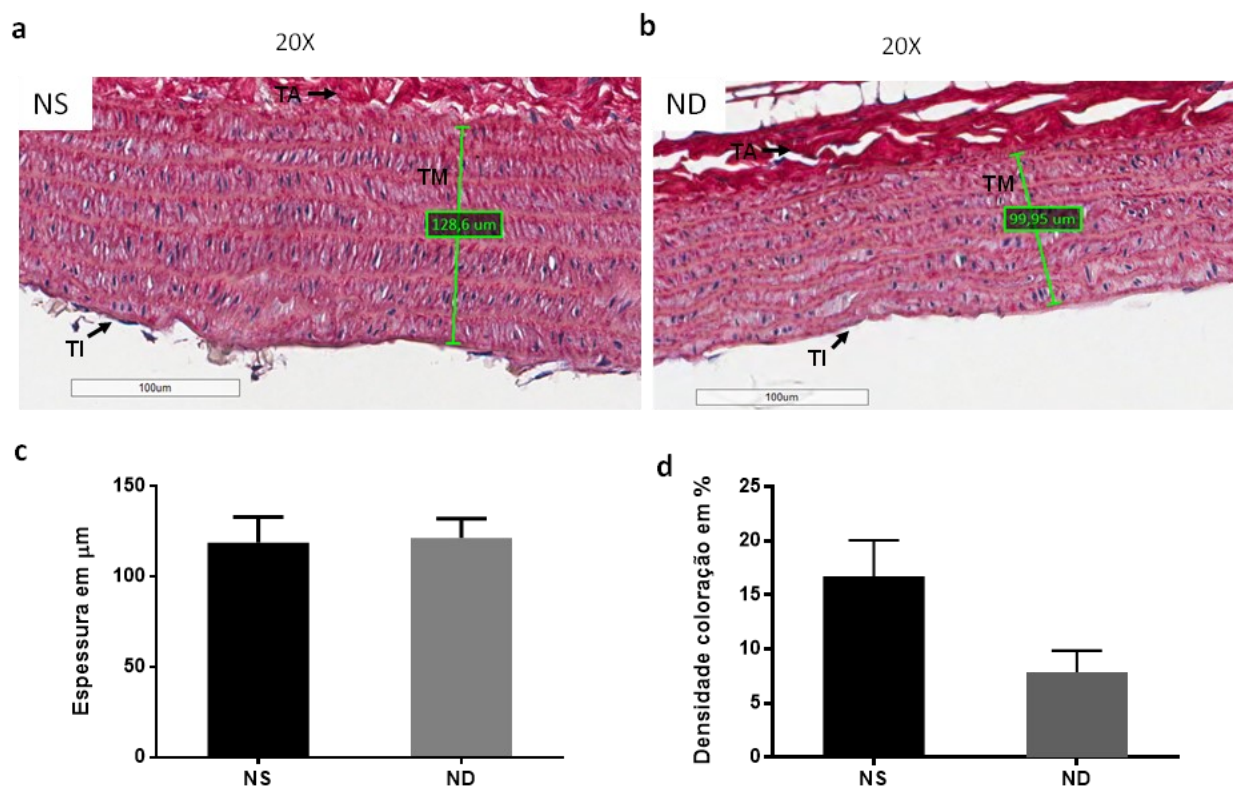 a
20X
NS
TA
TM
128,6 um
TI
100um
b
20X
ND
TA
TM
99,95 um
TI
100um
c
Espessura em μm
150
100
50
0
NS
ND
d
Densidade coloração em %
25
20
15
10
5
0
NS
ND